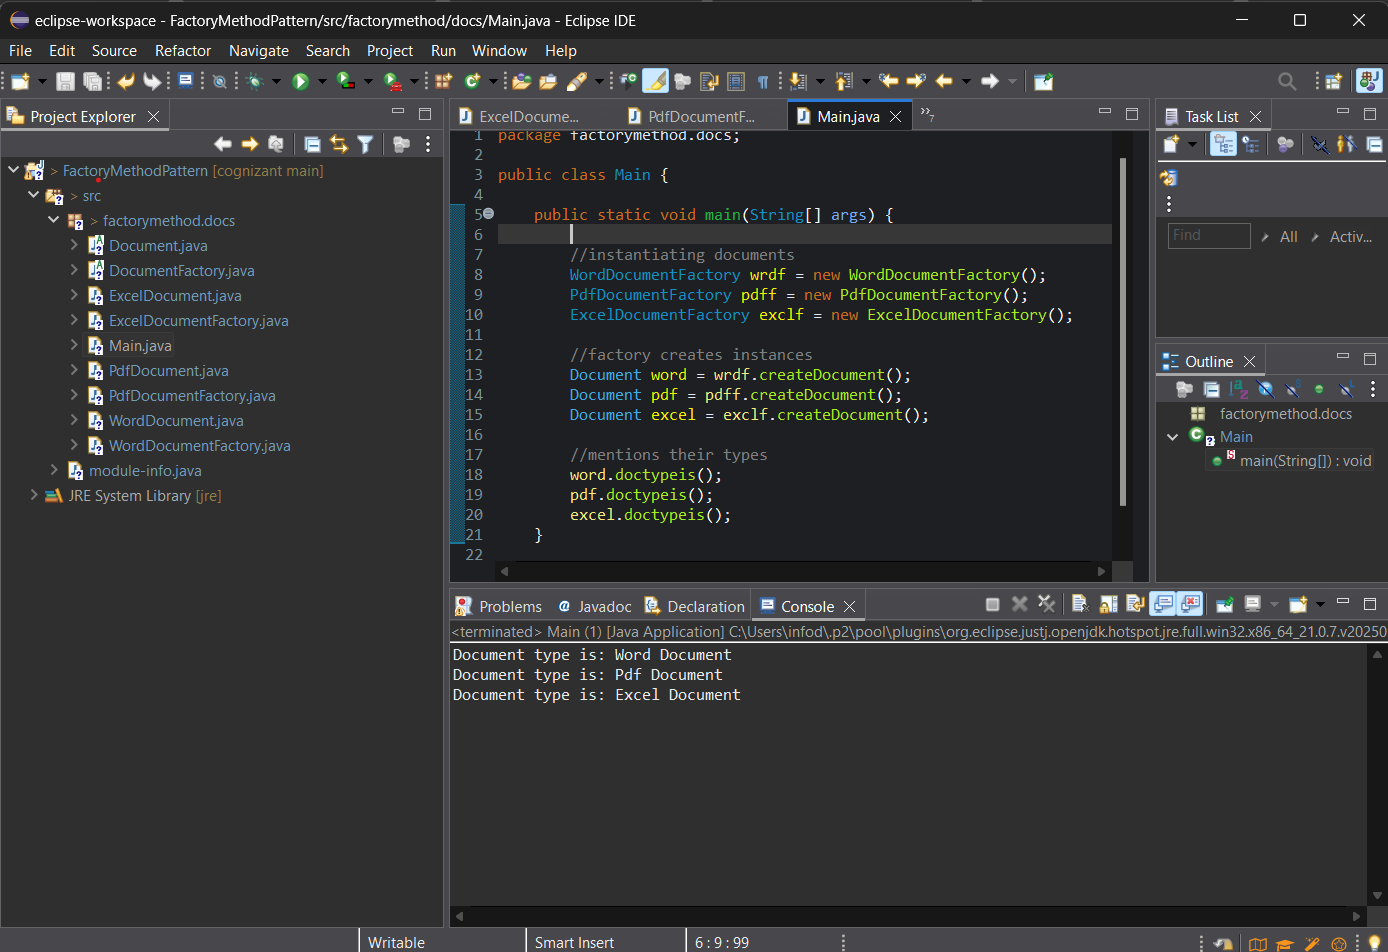 eclipse-workspace - FactoryMethodPattern/src/factorymethod/docs/Main.java - Eclipse IDE
File Edit Source Refactor Navigate Search Project Run Window Help
Project Explorer
> FactoryMethodPattern [cognizant main]
> src
> factorymethod.docs
Document.java
DocumentFactory.java
ExcelDocument.java
ExcelDocumentFactory.java
Main.java
PdfDocument.java
PdfDocumentFactory.java
WordDocument.java
WordDocumentFactory.java
module-info.java
JRE System Library [jre]
ExcelDocume... PdfDocumentF... Main.java »7
1 package factorymethod.docs;
2
3 public class Main {
4
5 public static void main(String[] args) {
6
7 //instantiating documents
8 WordDocumentFactory wrdf = new WordDocumentFactory();
9 PdfDocumentFactory pdff = new PdfDocumentFactory();
10 ExcelDocumentFactory exclf = new ExcelDocumentFactory();
11
12 //factory creates instances
13 Document word = wrdf.createDocument();
14 Document pdf = pdff.createDocument();
15 Document excel = exclf.createDocument();
16
17 //mentions their types
18 word.doctypeis();
19 pdf.doctypeis();
20 excel.doctypeis();
21 }
22
Task List
Find All Activ...
Outline
factorymethod.docs
Main
main(String[]) : void
Problems @ Javadoc Declaration Console
<terminated> Main (1) [Java Application] C:\Users\infod\.p2\pool\plugins\org.eclipse.justj.openjdk.hotspot.jre.full.win32.x86_64_21.0.7.v20250
Document type is: Word Document
Document type is: Pdf Document
Document type is: Excel Document
Writable Smart Insert 6 : 9 : 99